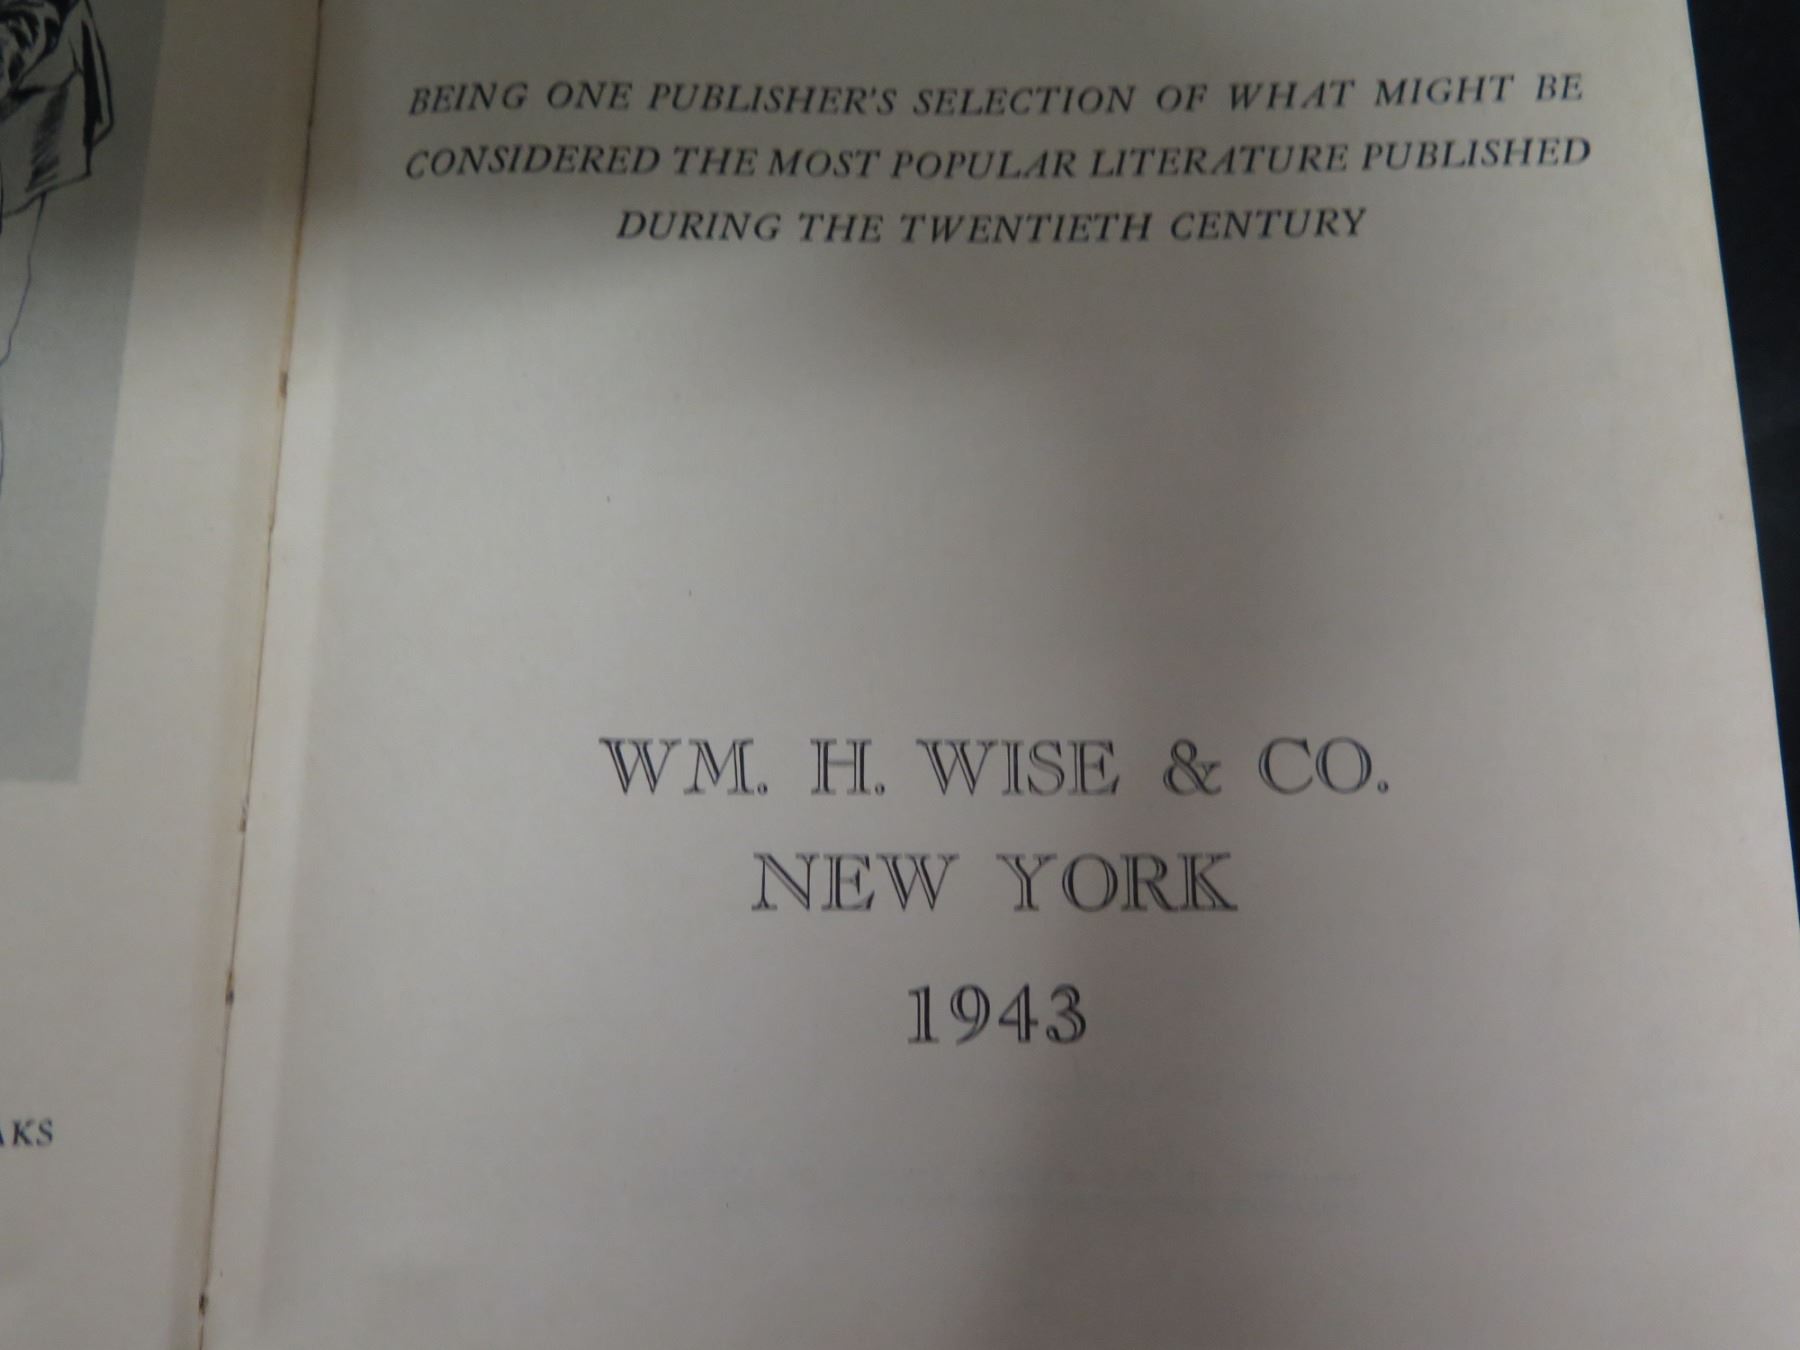 BEING ONE PUBLISHER'S SELECTION OF WHAT MIGHT BE
CONSIDERED THE MOST POPULAR LITERATURE PUBLISHED
DURING THE TWENTIETH CENTURY
WM. H. WISE & CO.
NEW YORK
1943